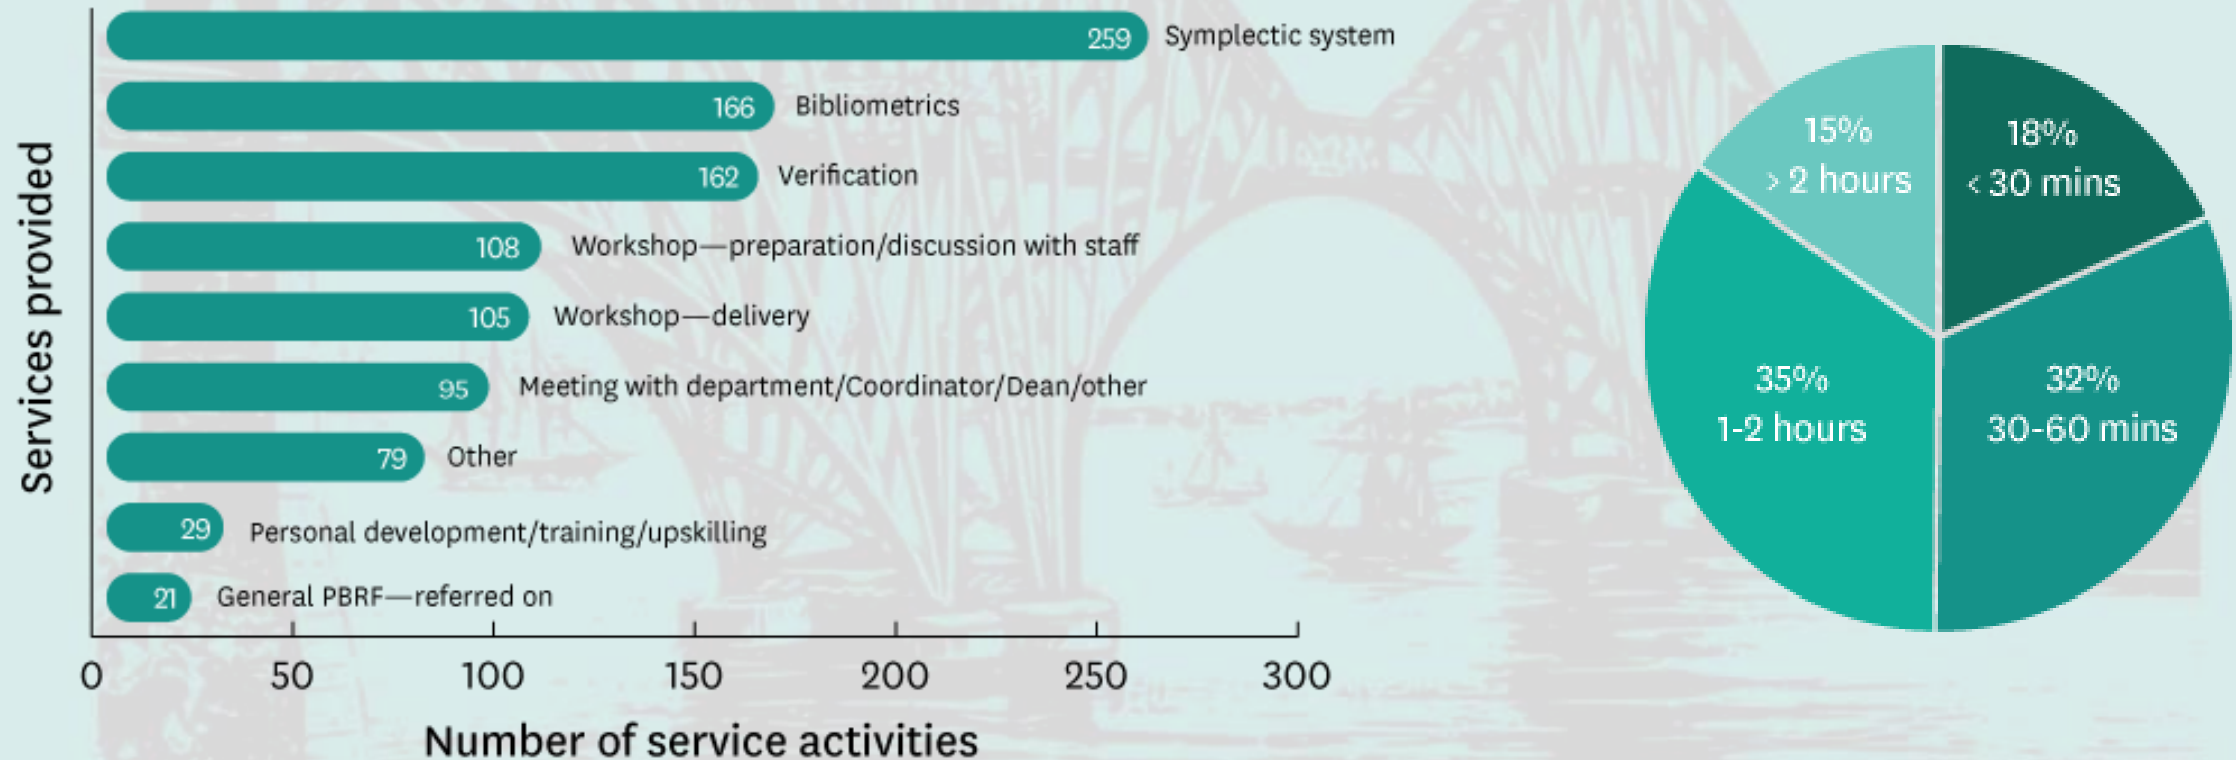 Services provided
259 Symplectic system
166 Bibliometrics
162 Verification
108 Workshop—preparation/discussion with staff
105 Workshop—delivery
95 Meeting with department/Coordinator/Dean/other
79 Other
29 Personal development/training/upskilling
21 General PBRF—referred on
0 50 100 150 200 250 300
Number of service activities
15%
> 2 hours
18%
< 30 mins
35%
1-2 hours
32%
30-60 mins